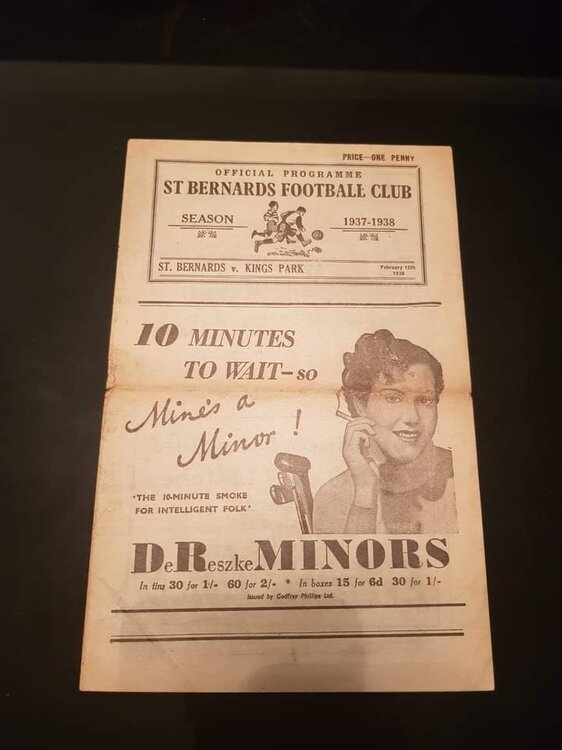 PRICE—ONE PENNY
OFFICIAL PROGRAMME
ST BERNARDS FOOTBALL CLUB
SEASON 1937-1938
ST. BERNARDS v. KINGS PARK February 12th
1938
10 MINUTES
TO WAIT—so
Mine's a
Minor!
'THE 10-MINUTE SMOKE
FOR INTELLIGENT FOLK'
DeReszkeMINORS
In tins 30 for 1/- 60 for 2/- * In boxes 15 for 6d 30 for 1/-
Issued by Godfrey Phillips Ltd.